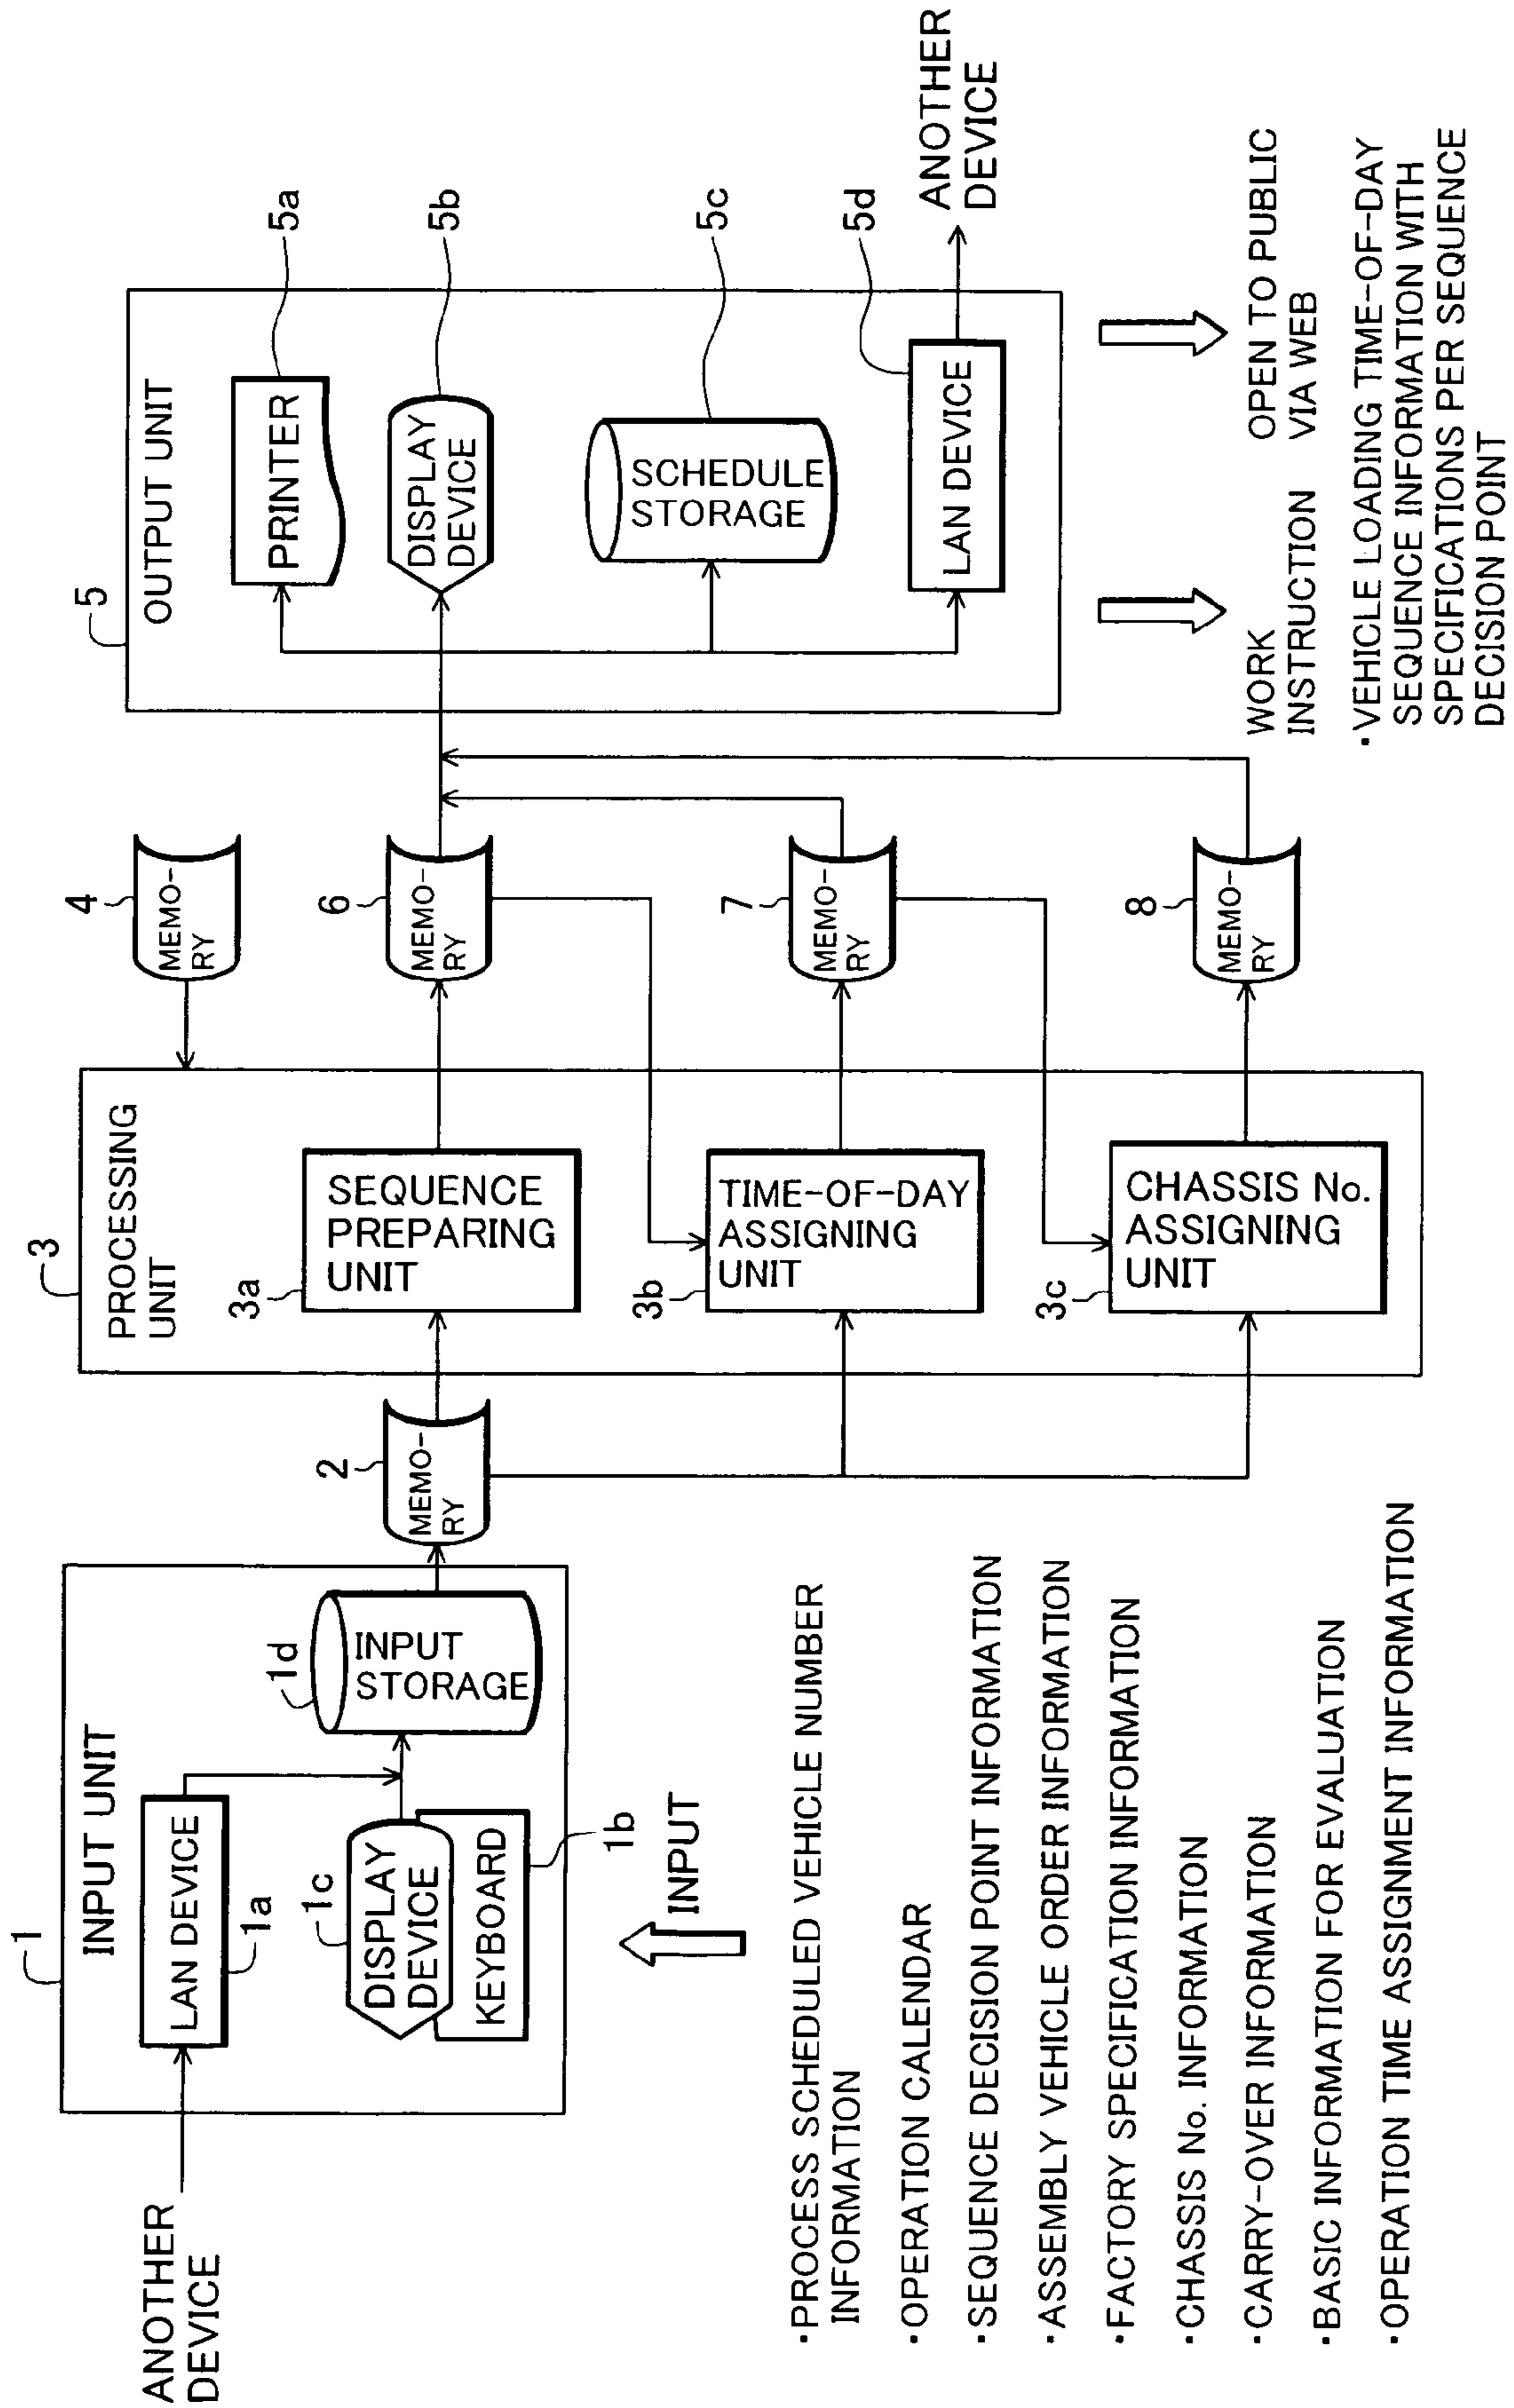 1
INPUT UNIT
ANOTHER
DEVICE
LAN DEVICE
1a
1c
DISPLAY
DEVICE
KEYBOARD
1b
1d
INPUT
STORAGE
INPUT
・PROCESS SCHEDULED VEHICLE NUMBER
INFORMATION
・OPERATION CALENDAR
・SEQUENCE DECISION POINT INFORMATION
・ASSEMBLY VEHICLE ORDER INFORMATION
・FACTORY SPECIFICATION INFORMATION
・CHASSIS No. INFORMATION
・CARRY-OVER INFORMATION
・BASIC INFORMATION FOR EVALUATION
・OPERATION TIME ASSIGNMENT INFORMATION
2
MEMO-
RY
3
PROCESSING
UNIT
3a
SEQUENCE
PREPARING
UNIT
3b
TIME-OF-DAY
ASSIGNING
UNIT
3c
CHASSIS No.
ASSIGNING
UNIT
4
MEMO-
RY
6
MEMO-
RY
7
MEMO-
RY
8
MEMO-
RY
5
OUTPUT UNIT
PRINTER
5a
DISPLAY
DEVICE
5b
SCHEDULE
STORAGE
5c
LAN DEVICE
5d
ANOTHER
DEVICE
WORK
INSTRUCTION
OPEN TO PUBLIC
VIA WEB
・VEHICLE LOADING TIME-OF-DAY
SEQUENCE INFORMATION WITH
SPECIFICATIONS PER SEQUENCE
DECISION POINT